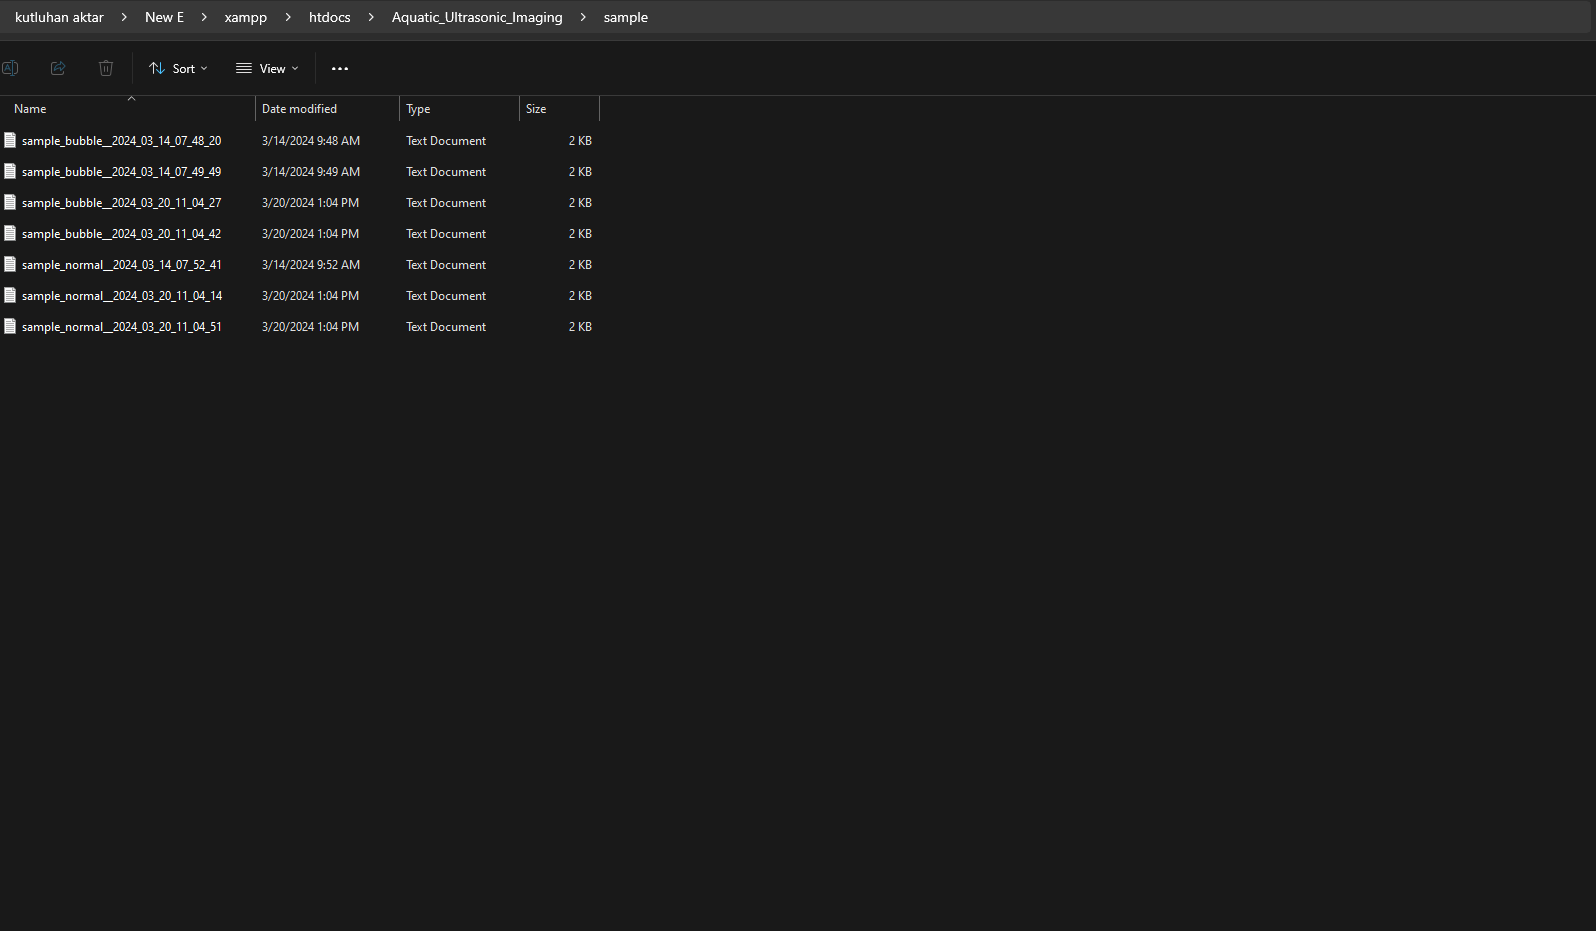 kutluhan aktar > New E > xampp > htdocs > Aquatic_Ultrasonic_Imaging > sample
Sort View ...
Name Date modified Type Size
sample_bubble__2024_03_14_07_48_20 3/14/2024 9:48 AM Text Document 2 KB
sample_bubble__2024_03_14_07_49_49 3/14/2024 9:49 AM Text Document 2 KB
sample_bubble__2024_03_20_11_04_27 3/20/2024 1:04 PM Text Document 2 KB
sample_bubble__2024_03_20_11_04_42 3/20/2024 1:04 PM Text Document 2 KB
sample_normal__2024_03_14_07_52_41 3/14/2024 9:52 AM Text Document 2 KB
sample_normal__2024_03_20_11_04_14 3/20/2024 1:04 PM Text Document 2 KB
sample_normal__2024_03_20_11_04_51 3/20/2024 1:04 PM Text Document 2 KB